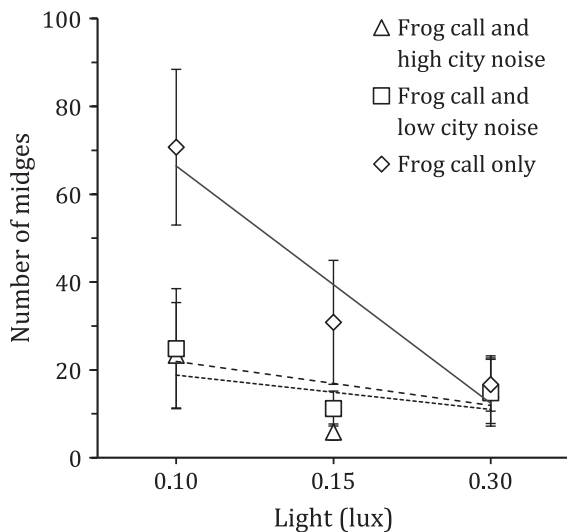 100
80
60
40
20
0
Number of midges
Frog call and
high city noise
Frog call and
low city noise
Frog call only
0.10
0.15
0.30
Light (lux)